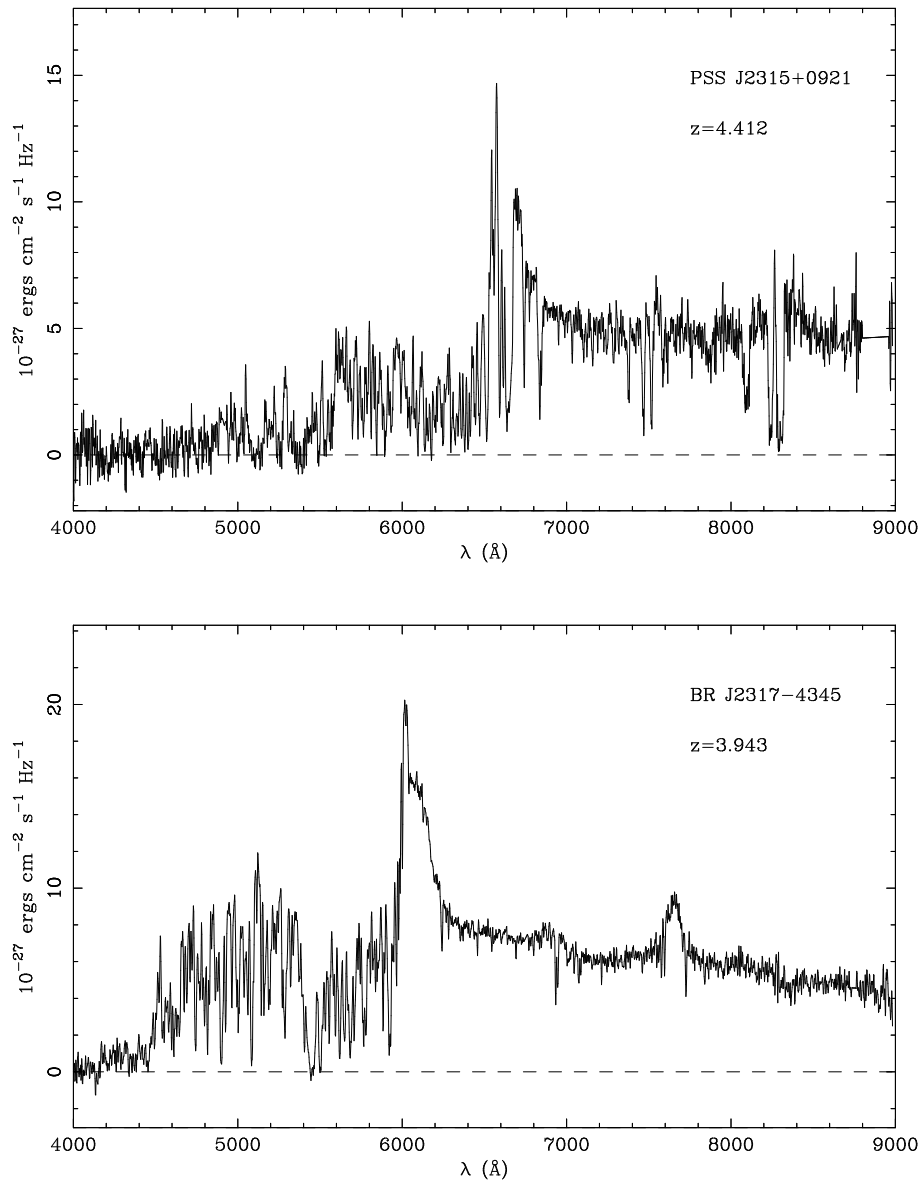 15
10
5
0
10⁻²⁷ ergs cm⁻² s⁻¹ Hz⁻¹
PSS J2315+0921
z=4.412
4000 5000 6000 7000 8000 9000
λ (Å)
20
10
0
10⁻²⁷ ergs cm⁻² s⁻¹ Hz⁻¹
BR J2317−4345
z=3.943
4000 5000 6000 7000 8000 9000
λ (Å)